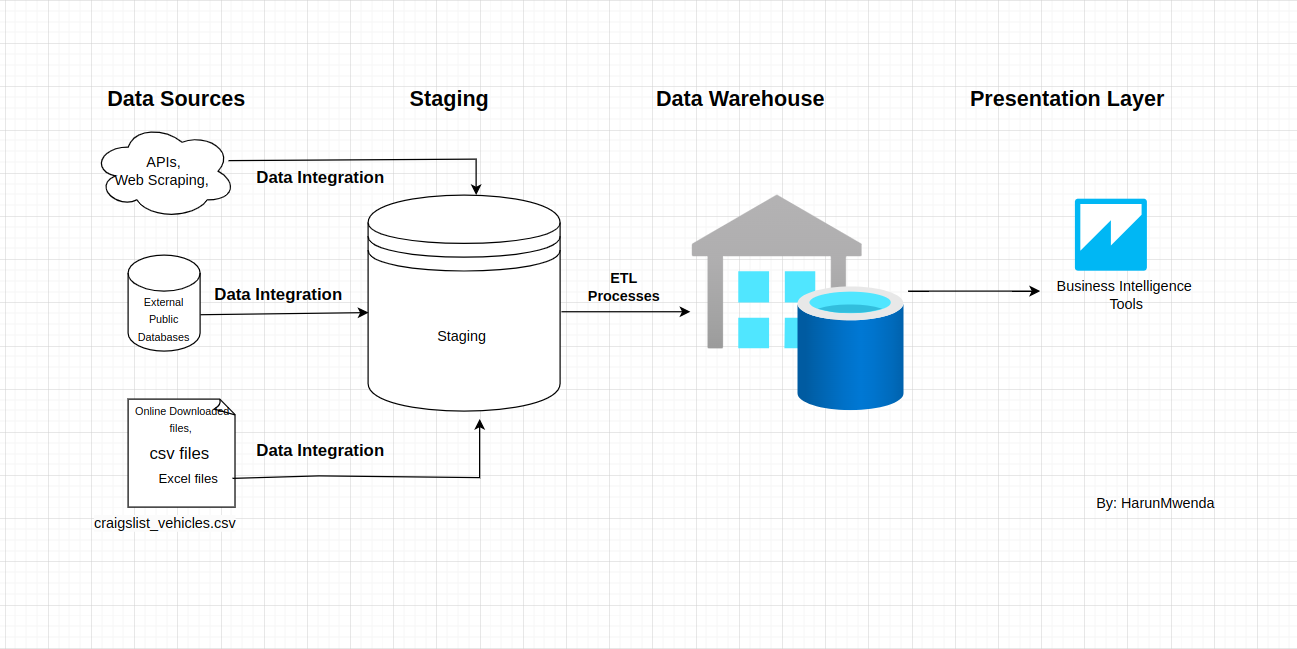 Data Sources
Staging
Data Warehouse
Presentation Layer
APIs,
Web Scraping,
Data Integration
External
Public
Databases
Data Integration
Staging
ETL
Processes
Business Intelligence
Tools
Online Downloaded
files,
csv files
Excel files
Data Integration
craigslist_vehicles.csv
By: HarunMwenda